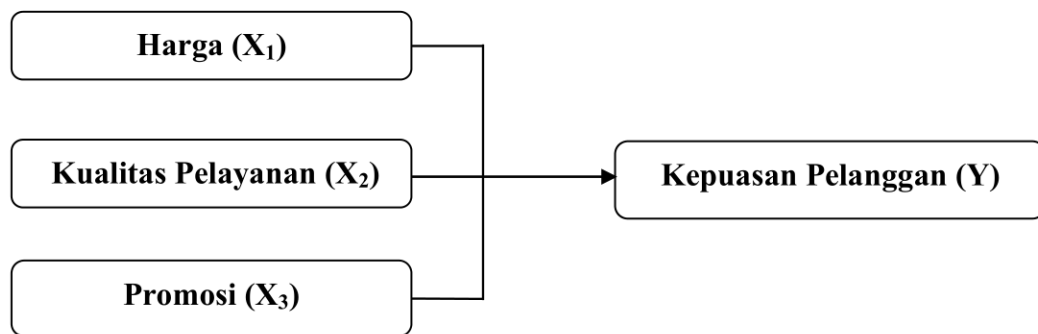 Harga (X₁)
Kualitas Pelayanan (X₂)
Kepuasan Pelanggan (Y)
Promosi (X₃)